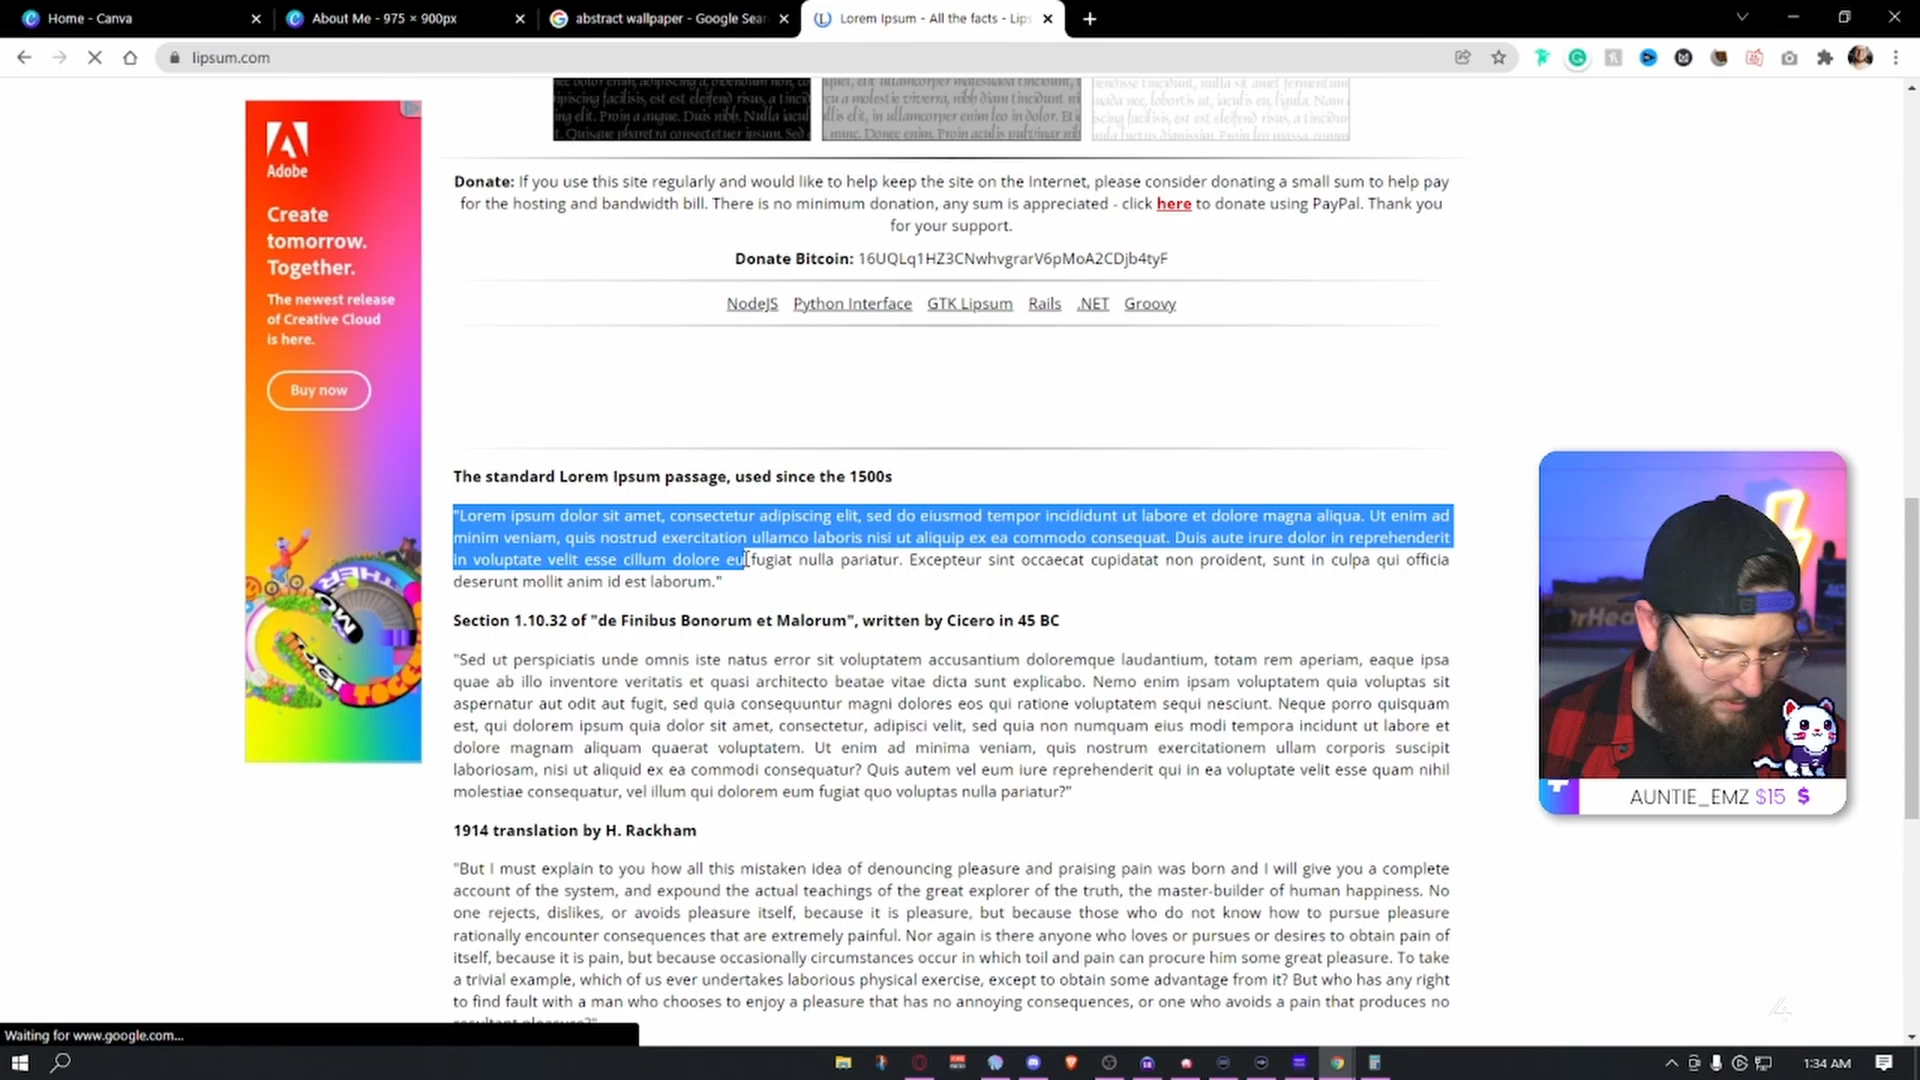 Home - Canva
About Me - 975 × 900px
abstract wallpaper - Google Sear
Lorem Ipsum - All the facts - Lips
lipsum.com
Adobe
Create
tomorrow.
Together.
The newest release
of Creative Cloud
is here.
Buy now
Donate: If you use this site regularly and would like to help keep the site on the Internet, please consider donating a small sum to help pay
for the hosting and bandwidth bill. There is no minimum donation, any sum is appreciated - click here to donate using PayPal. Thank you
for your support.
Donate Bitcoin: 16UQLq1HZ3CNwhvgrarV6pMoA2CDjb4tyF
NodeJS Python Interface GTK Lipsum Rails .NET Groovy
The standard Lorem Ipsum passage, used since the 1500s
"Lorem ipsum dolor sit amet, consectetur adipiscing elit, sed do eiusmod tempor incididunt ut labore et dolore magna aliqua. Ut enim ad
minim veniam, quis nostrud exercitation ullamco laboris nisi ut aliquip ex ea commodo consequat. Duis aute irure dolor in reprehenderit
in voluptate velit esse cillum dolore eu fugiat nulla pariatur. Excepteur sint occaecat cupidatat non proident, sunt in culpa qui officia
deserunt mollit anim id est laborum."
Section 1.10.32 of "de Finibus Bonorum et Malorum", written by Cicero in 45 BC
"Sed ut perspiciatis unde omnis iste natus error sit voluptatem accusantium doloremque laudantium, totam rem aperiam, eaque ipsa
quae ab illo inventore veritatis et quasi architecto beatae vitae dicta sunt explicabo. Nemo enim ipsam voluptatem quia voluptas sit
aspernatur aut odit aut fugit, sed quia consequuntur magni dolores eos qui ratione voluptatem sequi nesciunt. Neque porro quisquam
est, qui dolorem ipsum quia dolor sit amet, consectetur, adipisci velit, sed quia non numquam eius modi tempora incidunt ut labore et
dolore magnam aliquam quaerat voluptatem. Ut enim ad minima veniam, quis nostrum exercitationem ullam corporis suscipit
laboriosam, nisi ut aliquid ex ea commodi consequatur? Quis autem vel eum iure reprehenderit qui in ea voluptate velit esse quam nihil
molestiae consequatur, vel illum qui dolorem eum fugiat quo voluptas nulla pariatur?"
1914 translation by H. Rackham
"But I must explain to you how all this mistaken idea of denouncing pleasure and praising pain was born and I will give you a complete
account of the system, and expound the actual teachings of the great explorer of the truth, the master-builder of human happiness. No
one rejects, dislikes, or avoids pleasure itself, because it is pleasure, but because those who do not know how to pursue pleasure
rationally encounter consequences that are extremely painful. Nor again is there anyone who loves or pursues or desires to obtain pain of
itself, because it is pain, but because occasionally circumstances occur in which toil and pain can procure him some great pleasure. To take
a trivial example, which of us ever undertakes laborious physical exercise, except to obtain some advantage from it? But who has any right
to find fault with a man who chooses to enjoy a pleasure that has no annoying consequences, or one who avoids a pain that produces no
resultant pleasure?"
AUNTIE_EMZ $15 $
Waiting for www.google.com...
1:34 AM